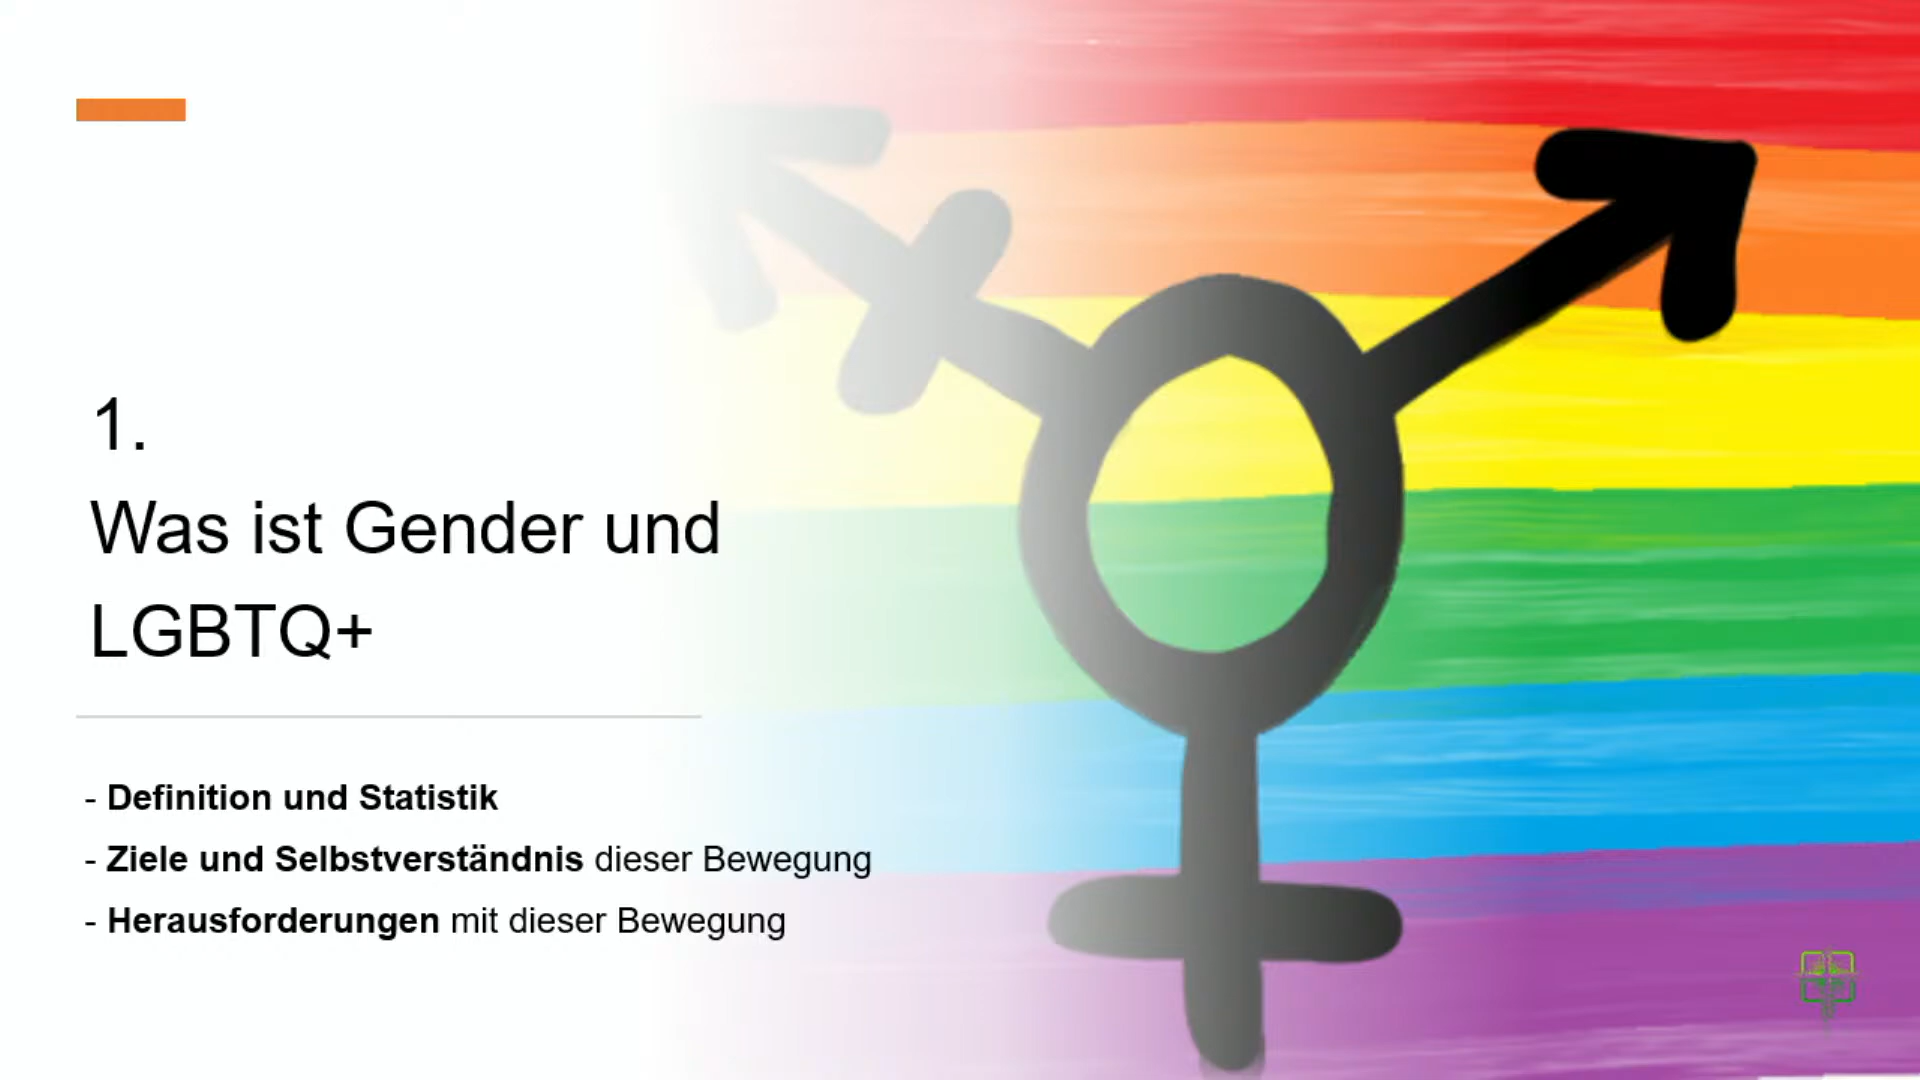 1.
Was ist Gender und
LGBTQ+
- Definition und Statistik
- Ziele und Selbstverständnis dieser Bewegung
- Herausforderungen mit dieser Bewegung